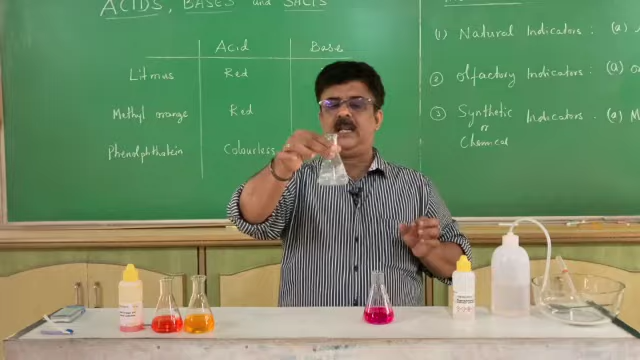 ACIDS, BASES and SALTS
Acid Base
Litmus Red
Methyl orange Red
Phenolphthalein Colourless
(1) Natural Indicators : (a)
(2) Olfactory Indicators : (a)
(3) Synthetic Indicators : (a) M
or
Chemical